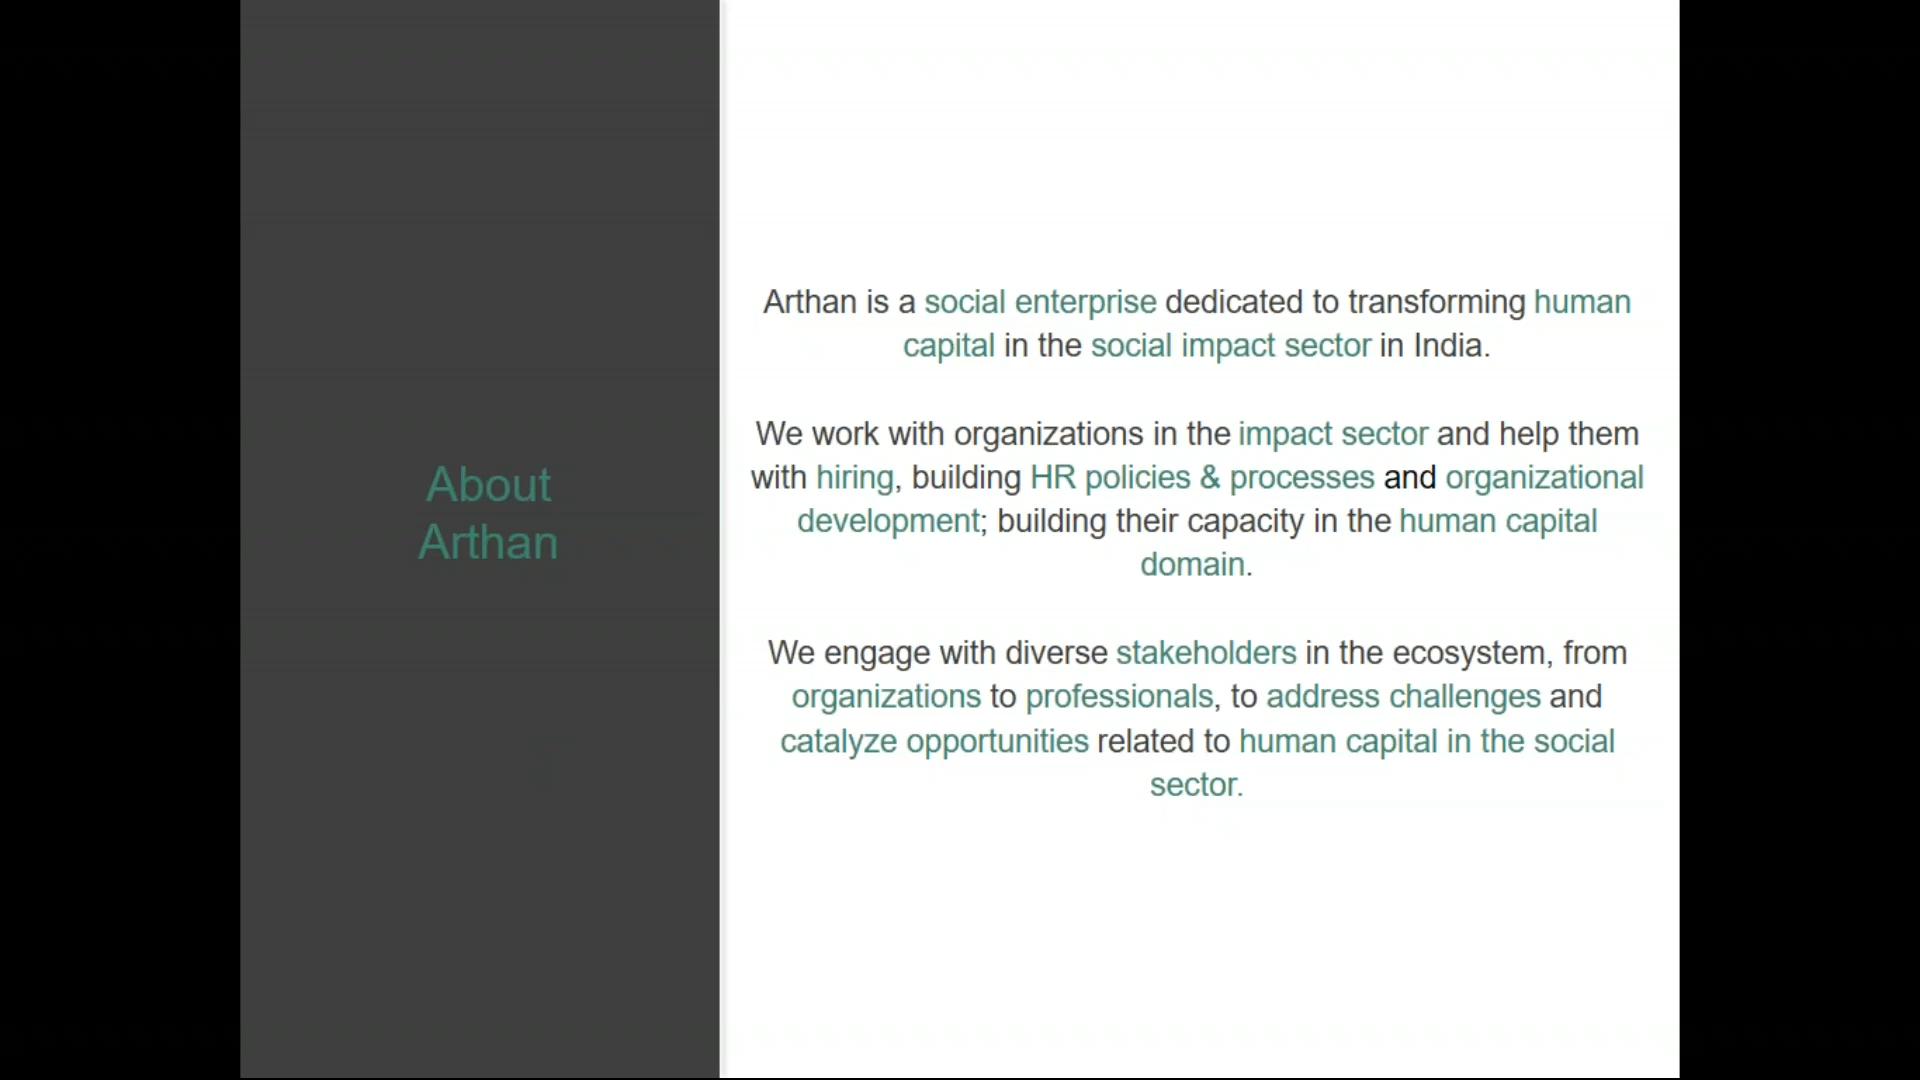 About
Arthan
Arthan is a social enterprise dedicated to transforming human
capital in the social impact sector in India.
We work with organizations in the impact sector and help them
with hiring, building HR policies & processes and organizational
development; building their capacity in the human capital
domain.
We engage with diverse stakeholders in the ecosystem, from
organizations to professionals, to address challenges and
catalyze opportunities related to human capital in the social
sector.